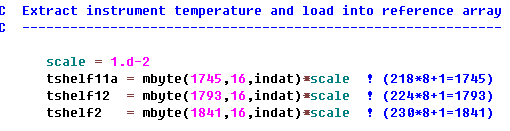 C  Extract instrument temperature and load into reference array
C  ------------------------------------------------------------
scale = 1.d-2
tshelf11a = mbyte(1745,16,indat)*scale  ! (218*8+1=1745)
tshelf12  = mbyte(1793,16,indat)*scale  ! (224*8+1=1793)
tshelf2   = mbyte(1841,16,indat)*scale  ! (230*8+1=1841)